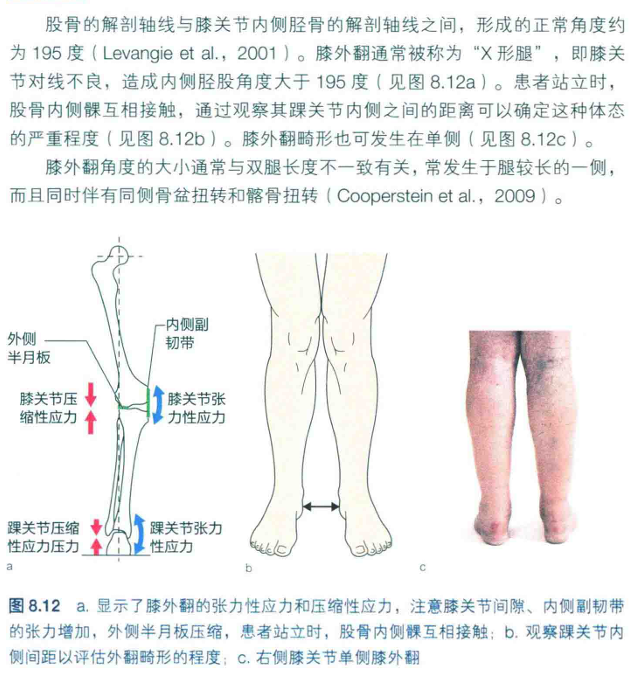 股骨的解剖轴线与膝关节内侧胫骨的解剖轴线之间，形成的正常角度约
为 195 度（Levangie et al.，2001）。膝外翻通常被称为“X 形腿”，即膝关
节对线不良，造成内侧胫股角度大于 195 度（见图 8.12a）。患者站立时，
股骨内侧髁互相接触，通过观察其踝关节内侧之间的距离可以确定这种体态
的严重程度（见图 8.12b）。膝外翻畸形也可发生在单侧（见图 8.12c）。
膝外翻角度的大小通常与双腿长度不一致有关，常发生于腿较长的一侧，
而且同时伴有同侧骨盆扭转和髂骨扭转（Cooperstein et al.，2009）。
外侧
半月板
内侧副
韧带
膝关节压
缩性应力
膝关节张
力性应力
踝关节压缩
性应力压力
踝关节张力
性应力
a
b
c
图 8.12 a. 显示了膝外翻的张力性应力和压缩性应力，注意膝关节间隙、内侧副韧带
的张力增加，外侧半月板压缩，患者站立时，股骨内侧髁互相接触；b. 观察踝关节内
侧间距以评估外翻畸形的程度；c. 右侧膝关节单侧膝外翻